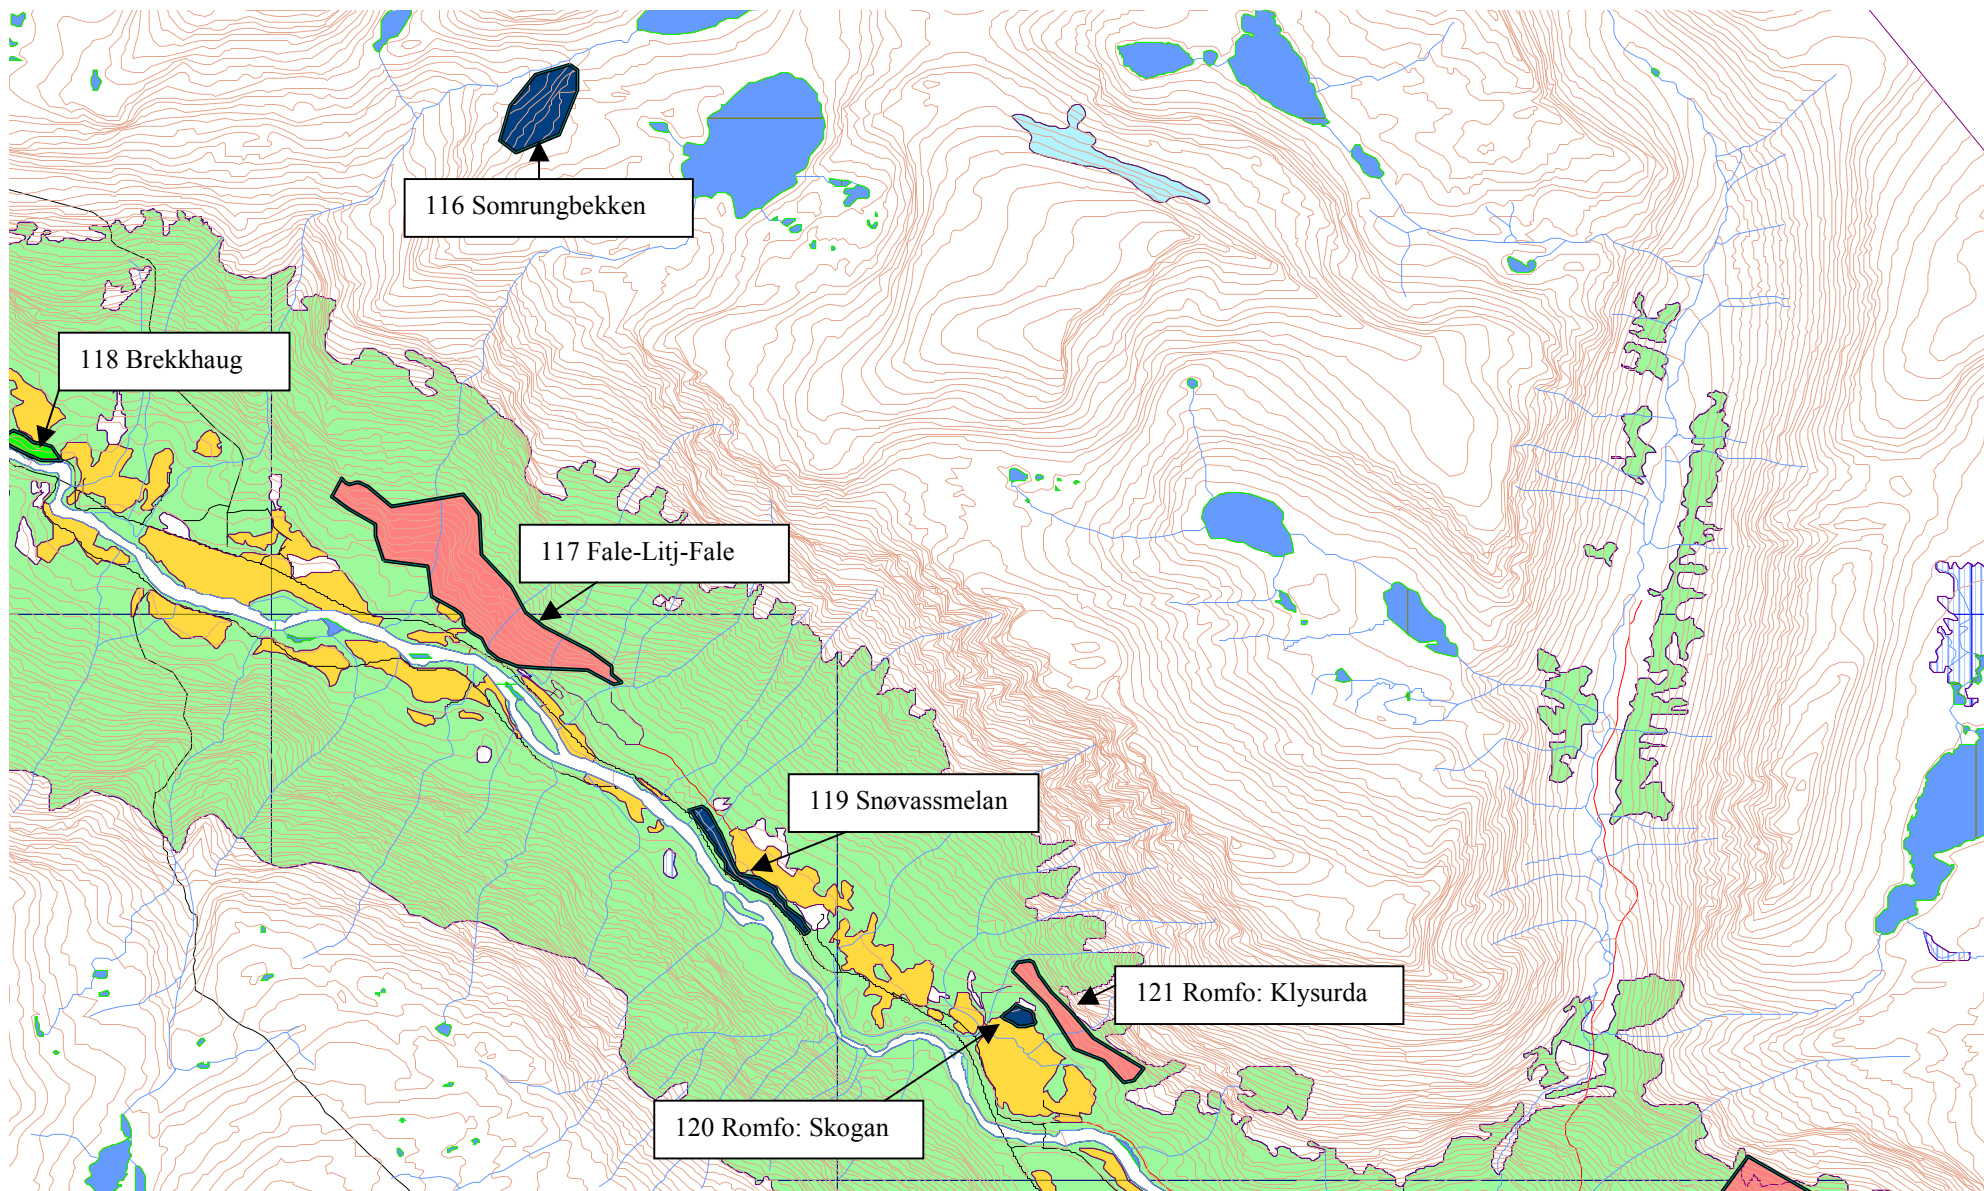 116 Somrungbekken
118 Brekkhaug
117 Fale-Litj-Fale
119 Snøvassmelan
121 Romfo: Klysurda
120 Romfo: Skogan